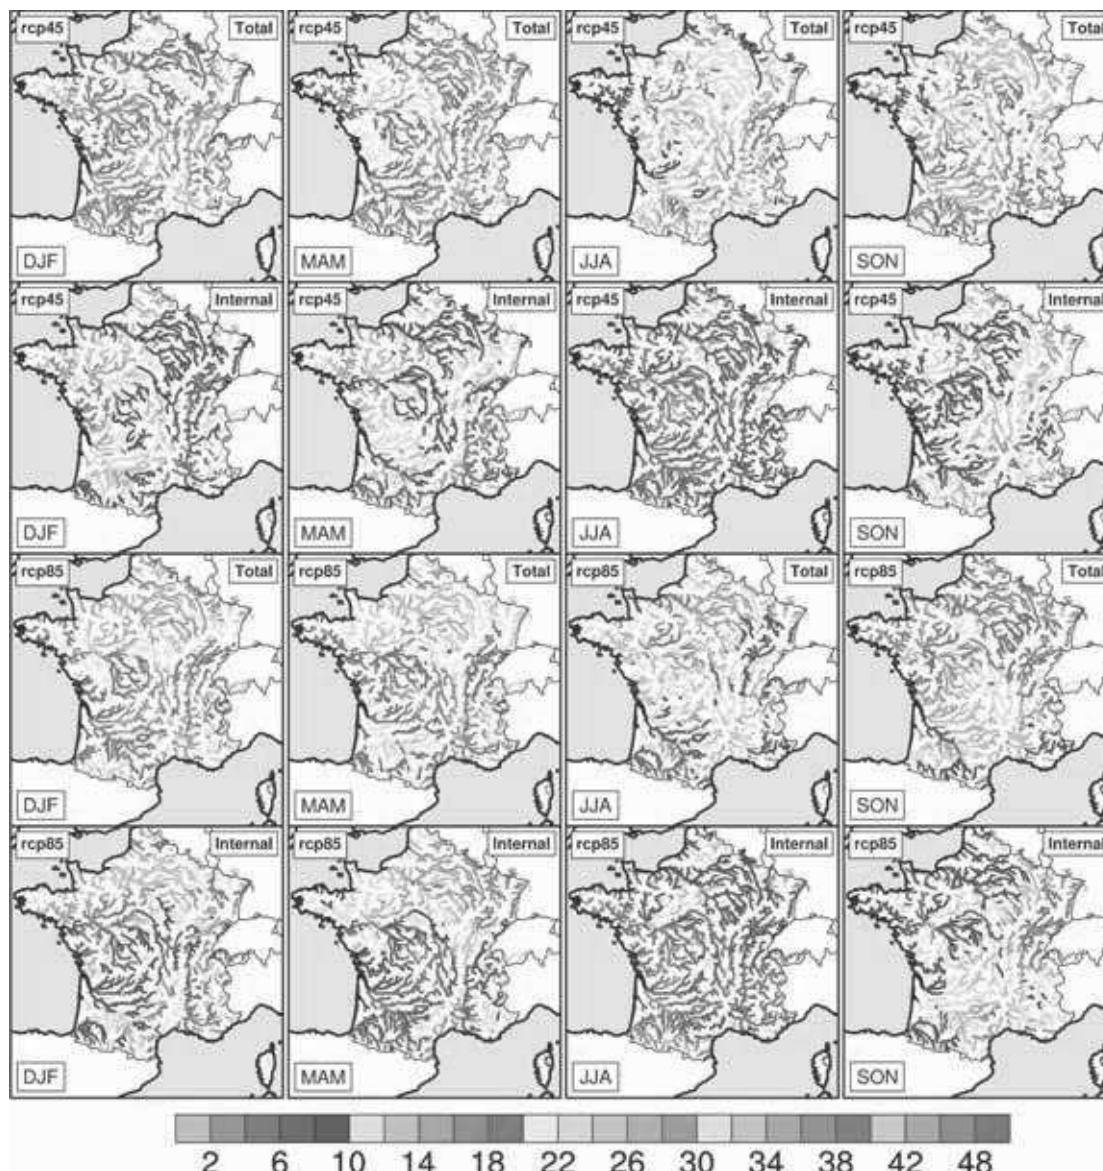 rcp45 Total rcp45 Total rcp45 Total rcp45 Total
DJF MAM JJA SON
rcp45 Internal rcp45 Internal rcp45 Internal rcp45 Internal
DJF MAM JJA SON
rcp85 Total rcp85 Total rcp85 Total rcp85 Total
DJF MAM JJA SON
rcp85 Internal rcp85 Internal rcp85 Internal rcp85 Internal
DJF MAM JJA SON
2 6 10 14 18 22 26 30 34 38 42 48